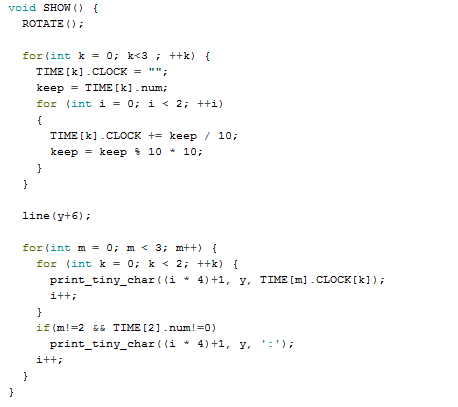 void SHOW() {
  ROTATE();

  for(int k = 0; k<3 ; ++k) {
    TIME[k].CLOCK = "";
    keep = TIME[k].num;
    for (int i = 0; i < 2; ++i)
    {
      TIME[k].CLOCK += keep / 10;
      keep = keep % 10 * 10;
    }
  }

  line(y+6);

  for(int m = 0; m < 3; m++) {
    for (int k = 0; k < 2; ++k) {
      print_tiny_char((i * 4)+1, y, TIME[m].CLOCK[k]);
      i++;
    }
    if(m!=2 && TIME[2].num!=0)
      print_tiny_char((i * 4)+1, y, ':');
    i++;
  }
}